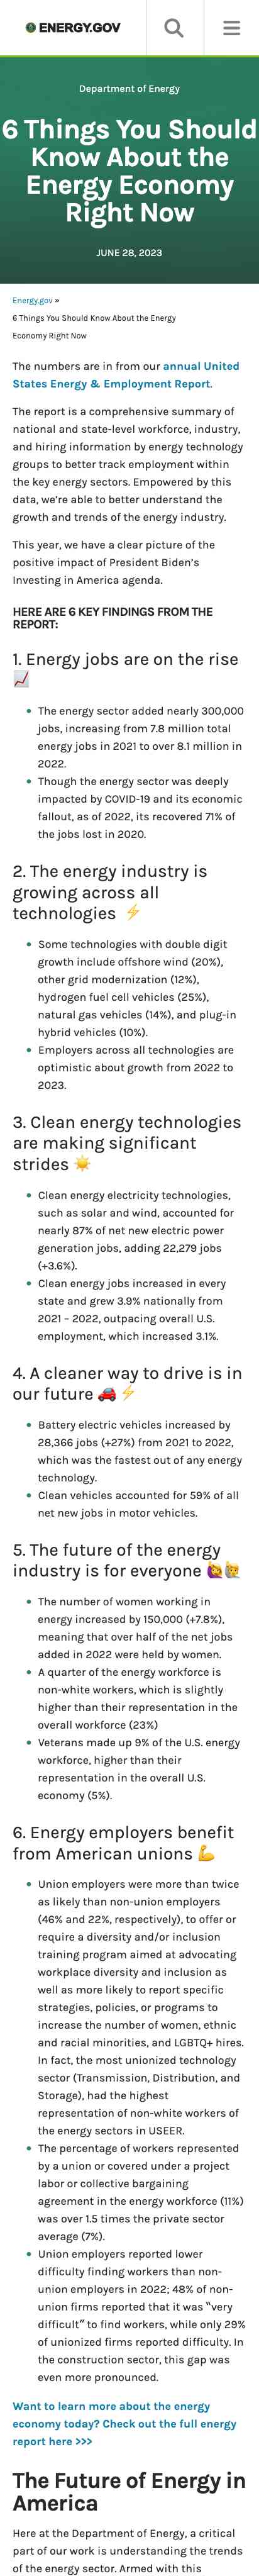 ENERGY.GOV
Department of Energy
6 Things You Should
Know About the
Energy Economy
Right Now
JUNE 28, 2023
Energy.gov »
6 Things You Should Know About the Energy
Economy Right Now
The numbers are in from our annual United
States Energy & Employment Report.
The report is a comprehensive summary of
national and state-level workforce, industry,
and hiring information by energy technology
groups to better track employment within
the key energy sectors. Empowered by this
data, we’re able to better understand the
growth and trends of the energy industry.
This year, we have a clear picture of the
positive impact of President Biden’s
Investing in America agenda.
HERE ARE 6 KEY FINDINGS FROM THE
REPORT:
1. Energy jobs are on the rise
📈
• The energy sector added nearly 300,000
jobs, increasing from 7.8 million total
energy jobs in 2021 to over 8.1 million in
2022.
• Though the energy sector was deeply
impacted by COVID-19 and its economic
fallout, as of 2022, its recovered 71% of
the jobs lost in 2020.
2. The energy industry is
growing across all
technologies ⚡
• Some technologies with double digit
growth include offshore wind (20%),
other grid modernization (12%),
hydrogen fuel cell vehicles (25%),
natural gas vehicles (14%), and plug-in
hybrid vehicles (10%).
• Employers across all technologies are
optimistic about growth from 2022 to
2023.
3. Clean energy technologies
are making significant
strides ☀️
• Clean energy electricity technologies,
such as solar and wind, accounted for
nearly 87% of net new electric power
generation jobs, adding 22,279 jobs
(+3.6%).
• Clean energy jobs increased in every
state and grew 3.9% nationally from
2021 – 2022, outpacing overall U.S.
employment, which increased 3.1%.
4. A cleaner way to drive is in
our future 🚗⚡
• Battery electric vehicles increased by
28,366 jobs (+27%) from 2021 to 2022,
which was the fastest out of any energy
technology.
• Clean vehicles accounted for 59% of all
net new jobs in motor vehicles.
5. The future of the energy
industry is for everyone 🙋🙋
• The number of women working in
energy increased by 150,000 (+7.8%),
meaning that over half of the net jobs
added in 2022 were held by women.
• A quarter of the energy workforce is
non-white workers, which is slightly
higher than their representation in the
overall workforce (23%)
• Veterans made up 9% of the U.S. energy
workforce, higher than their
representation in the overall U.S.
economy (5%).
6. Energy employers benefit
from American unions 💪
• Union employers were more than twice
as likely than non-union employers
(46% and 22%, respectively), to offer or
require a diversity and/or inclusion
training program aimed at advocating
workplace diversity and inclusion as
well as more likely to report specific
strategies, policies, or programs to
increase the number of women, ethnic
and racial minorities, and LGBTQ+ hires.
In fact, the most unionized technology
sector (Transmission, Distribution, and
Storage), had the highest
representation of non-white workers of
the energy sectors in USEER.
• The percentage of workers represented
by a union or covered under a project
labor or collective bargaining
agreement in the energy workforce (11%)
was over 1.5 times the private sector
average (7%).
• Union employers reported lower
difficulty finding workers than non-
union employers in 2022; 48% of non-
union firms reported that it was “very
difficult” to find workers, while only 29%
of unionized firms reported difficulty. In
the construction sector, this gap was
even more pronounced.
Want to learn more about the energy
economy today? Check out the full energy
report here >>>
The Future of Energy in
America
Here at the Department of Energy, a critical
part of our work is understanding the trends
of the energy sector. Armed with this